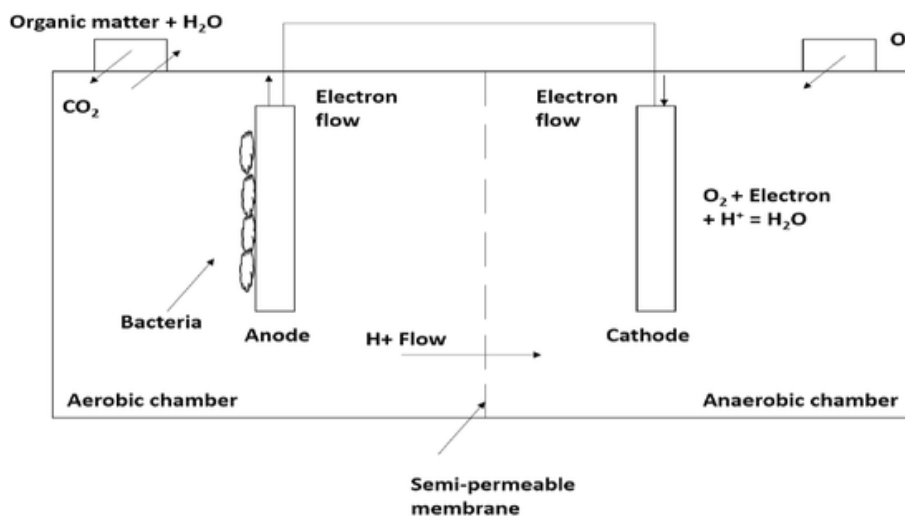 Organic matter + H₂O
O
CO₂
Electron
flow
Electron
flow
O₂ + Electron
+ H⁺ = H₂O
Bacteria
Anode
H+ Flow
Cathode
Aerobic chamber
Anaerobic chamber
Semi-permeable
membrane